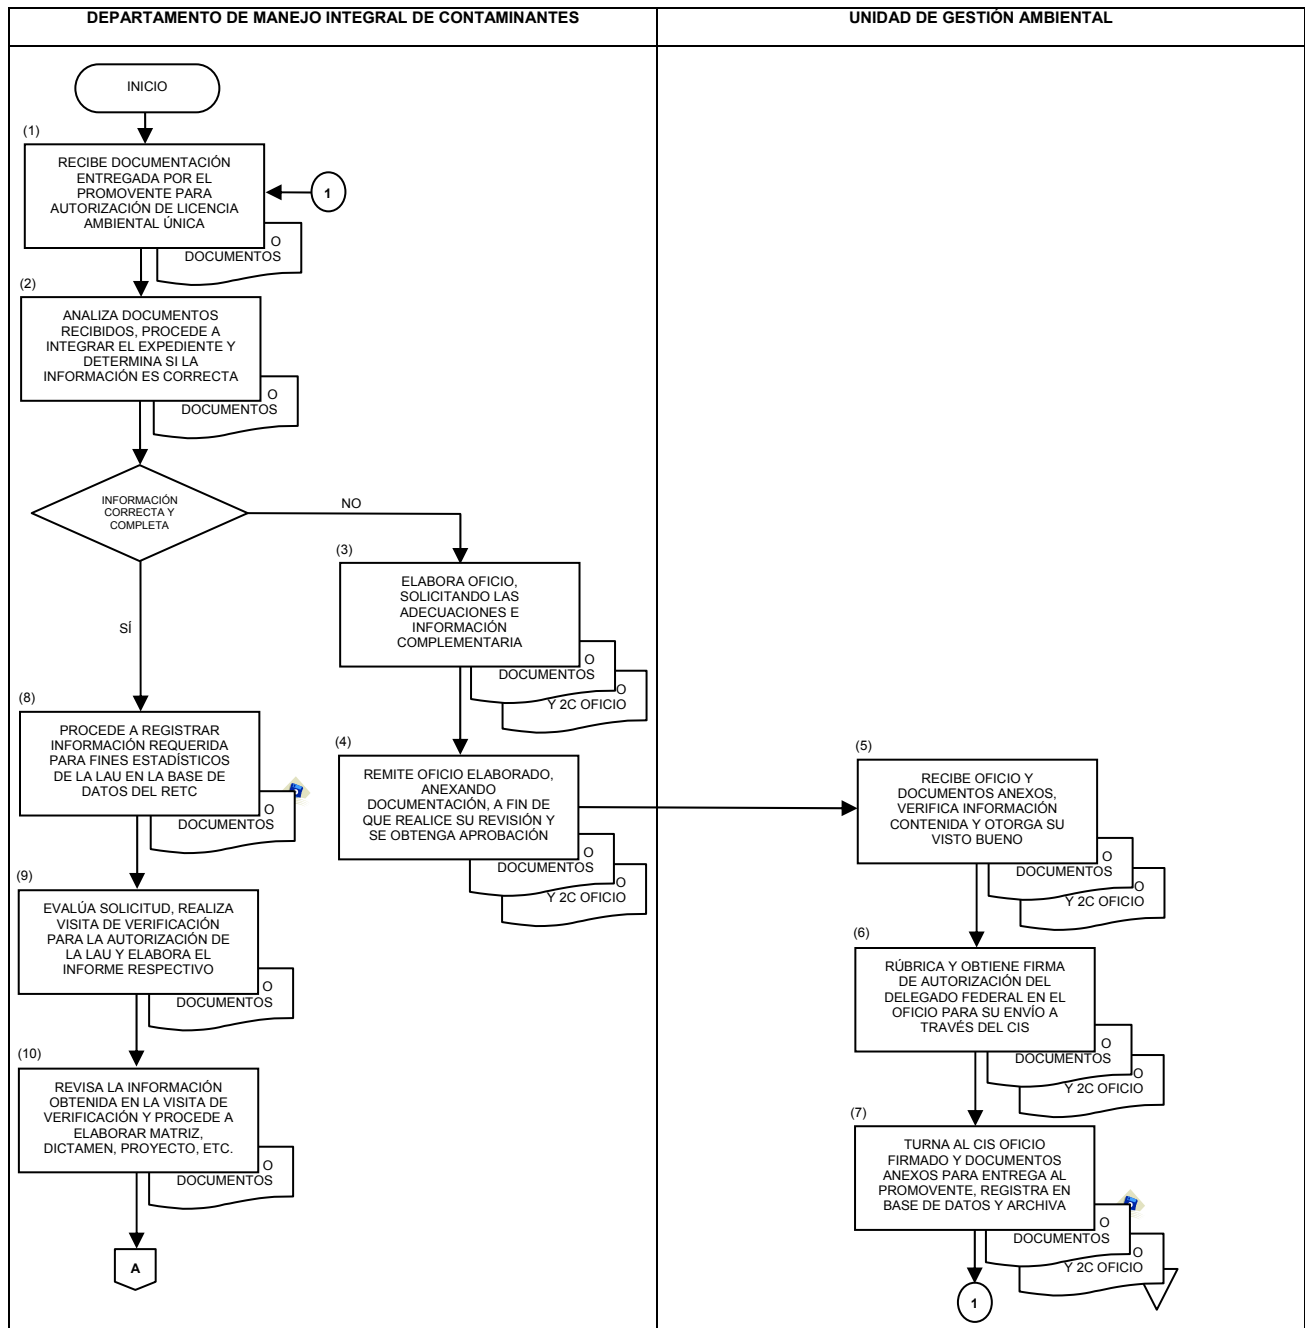 DEPARTAMENTO DE MANEJO INTEGRAL DE CONTAMINANTES
UNIDAD DE GESTIÓN AMBIENTAL
INICIO
(1)
RECIBE DOCUMENTACIÓN
ENTREGADA POR EL
PROMOVENTE PARA
AUTORIZACIÓN DE LICENCIA
AMBIENTAL ÚNICA
1
O
DOCUMENTOS
(2)
ANALIZA DOCUMENTOS
RECIBIDOS, PROCEDE A
INTEGRAR EL EXPEDIENTE Y
DETERMINA SI LA
INFORMACIÓN ES CORRECTA
O
DOCUMENTOS
INFORMACIÓN
CORRECTA Y
COMPLETA
NO
SÍ
(3)
ELABORA OFICIO,
SOLICITANDO LAS
ADECUACIONES E
INFORMACIÓN
COMPLEMENTARIA
O
DOCUMENTOS
O
Y 2C OFICIO
(4)
REMITE OFICIO ELABORADO,
ANEXANDO
DOCUMENTACIÓN, A FIN DE
QUE REALICE SU REVISIÓN Y
SE OBTENGA APROBACIÓN
O
DOCUMENTOS
O
Y 2C OFICIO
(5)
RECIBE OFICIO Y
DOCUMENTOS ANEXOS,
VERIFICA INFORMACIÓN
CONTENIDA Y OTORGA SU
VISTO BUENO
O
DOCUMENTOS
O
Y 2C OFICIO
(6)
RÚBRICA Y OBTIENE FIRMA
DE AUTORIZACIÓN DEL
DELEGADO FEDERAL EN EL
OFICIO PARA SU ENVÍO A
TRAVÉS DEL CIS
O
DOCUMENTOS
O
Y 2C OFICIO
(7)
TURNA AL CIS OFICIO
FIRMADO Y DOCUMENTOS
ANEXOS PARA ENTREGA AL
PROMOVENTE, REGISTRA EN
BASE DE DATOS Y ARCHIVA
O
DOCUMENTOS
O
Y 2C OFICIO
1
(8)
PROCEDE A REGISTRAR
INFORMACIÓN REQUERIDA
PARA FINES ESTADÍSTICOS
DE LA LAU EN LA BASE DE
DATOS DEL RETC
O
DOCUMENTOS
(9)
EVALÚA SOLICITUD, REALIZA
VISITA DE VERIFICACIÓN
PARA LA AUTORIZACIÓN DE
LA LAU Y ELABORA EL
INFORME RESPECTIVO
O
DOCUMENTOS
(10)
REVISA LA INFORMACIÓN
OBTENIDA EN LA VISITA DE
VERIFICACIÓN Y PROCEDE A
ELABORAR MATRIZ,
DICTAMEN, PROYECTO, ETC.
O
DOCUMENTOS
A